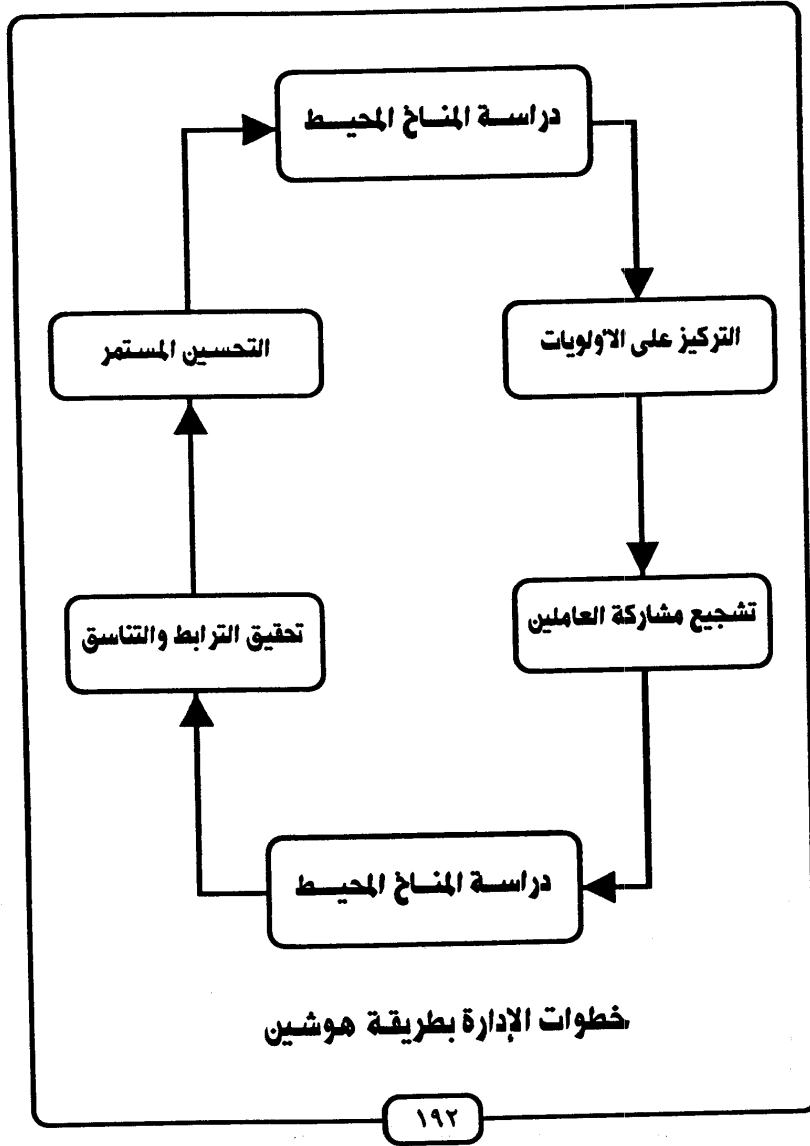 دراسة المناخ المحيط
التركيز على الأولويات
تشجيع مشاركة العاملين
دراسة المناخ المحيط
تحقيق الترابط والتناسق
التحسين المستمر
خطوات الإدارة بطريقة هوشين
١٩٢